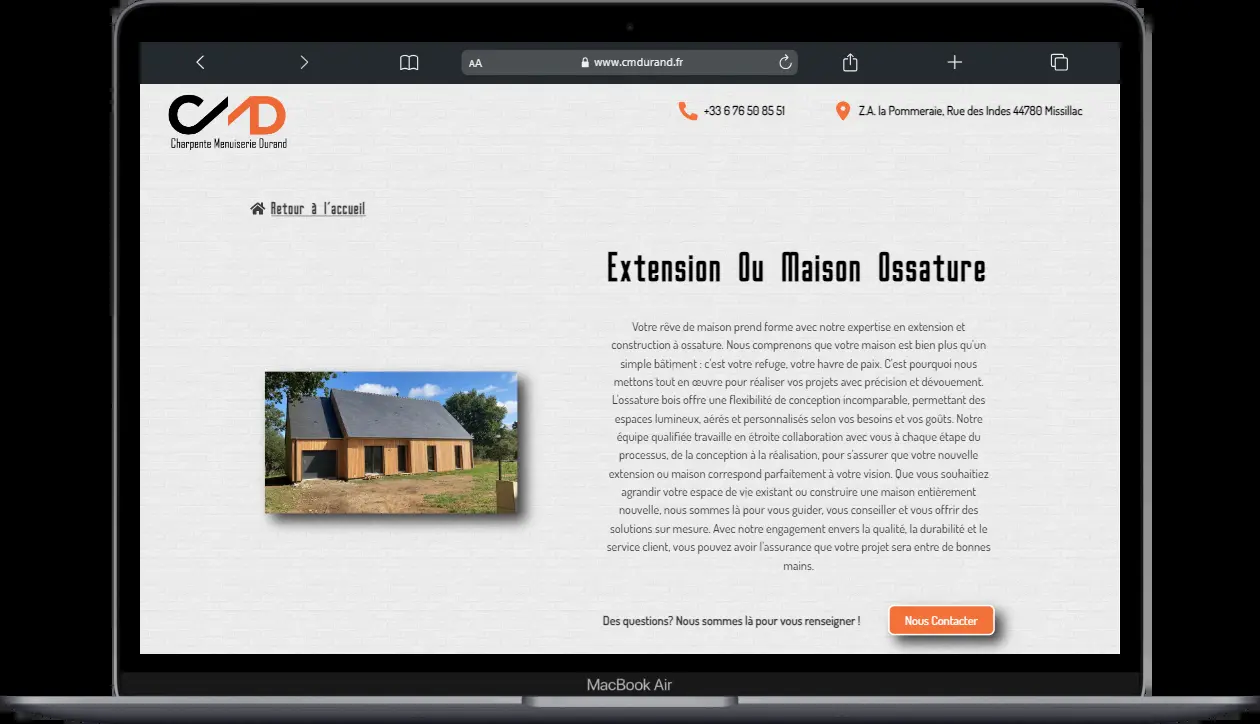 AA
www.cmdurand.fr
CMD
Charpente Menuiserie Durand
+33 6 76 50 85 51
Z.A. la Pommeraie, Rue des Indes 44780 Missillac
Retour à l'accueil
Extension Ou Maison Ossature
Votre rêve de maison prend forme avec notre expertise en extension et
construction à ossature. Nous comprenons que votre maison est bien plus qu'un
simple bâtiment : c'est votre refuge, votre havre de paix. C'est pourquoi nous
mettons tout en œuvre pour réaliser vos projets avec précision et dévouement.
L'ossature bois offre une flexibilité de conception incomparable, permettant des
espaces lumineux, aérés et personnalisés selon vos besoins et vos goûts. Notre
équipe qualifiée travaille en étroite collaboration avec vous à chaque étape du
processus, de la conception à la réalisation, pour s'assurer que votre nouvelle
extension ou maison correspond parfaitement à votre vision. Que vous souhaitiez
agrandir votre espace de vie existant ou construire une maison entièrement
nouvelle, nous sommes là pour vous guider, vous conseiller et vous offrir des
solutions sur mesure. Avec notre engagement envers la qualité, la durabilité et le
service client, vous pouvez avoir l'assurance que votre projet sera entre de bonnes
mains.
Des questions? Nous sommes là pour vous renseigner !
Nous Contacter
MacBook Air